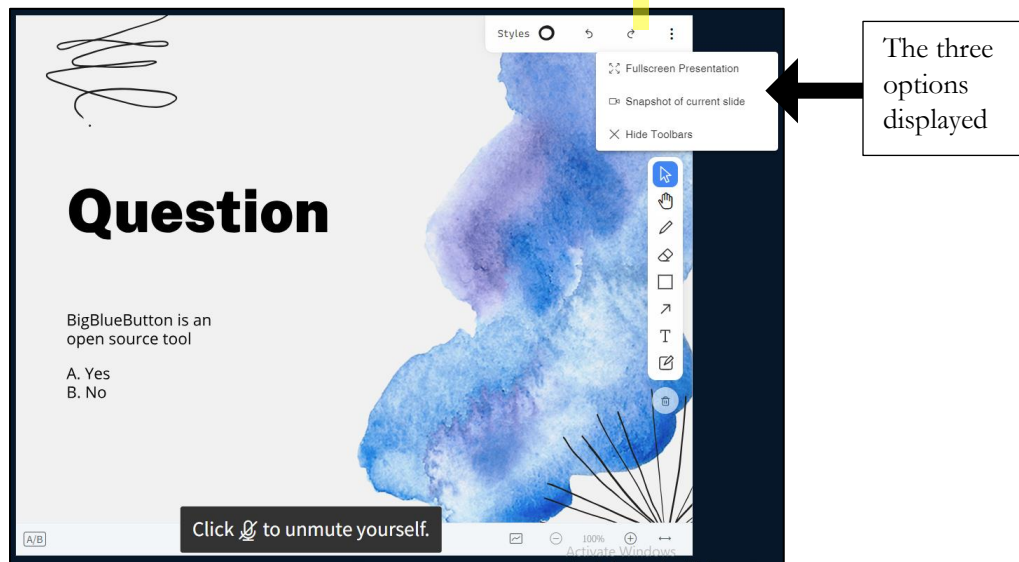 Styles
Fullscreen Presentation
Snapshot of current slide
Hide Toolbars
The three
options
displayed
Question
BigBlueButton is an
open source tool
A. Yes
B. No
T
Click to unmute yourself.
A/B
100%
Activate Windows